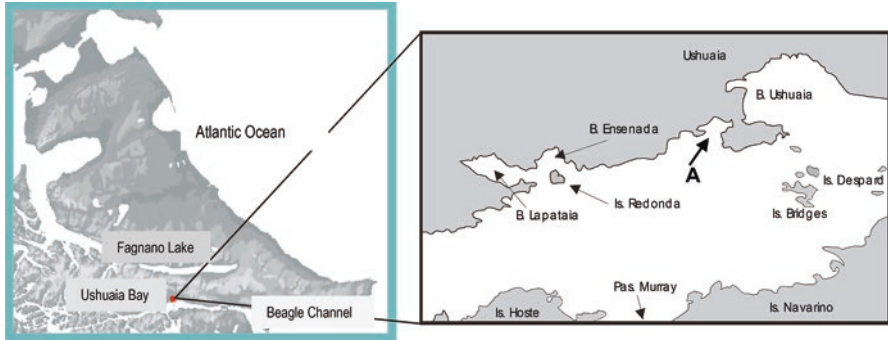 Atlantic Ocean
Fagnano Lake
Ushuaia Bay
Beagle Channel
Ushuaia
B. Ushuaia
B. Ensenada
A
Is. Despard
B. Lapataia
Is. Redonda
Is. Bridges
Pas. Murray
Is. Hoste
Is. Navarino